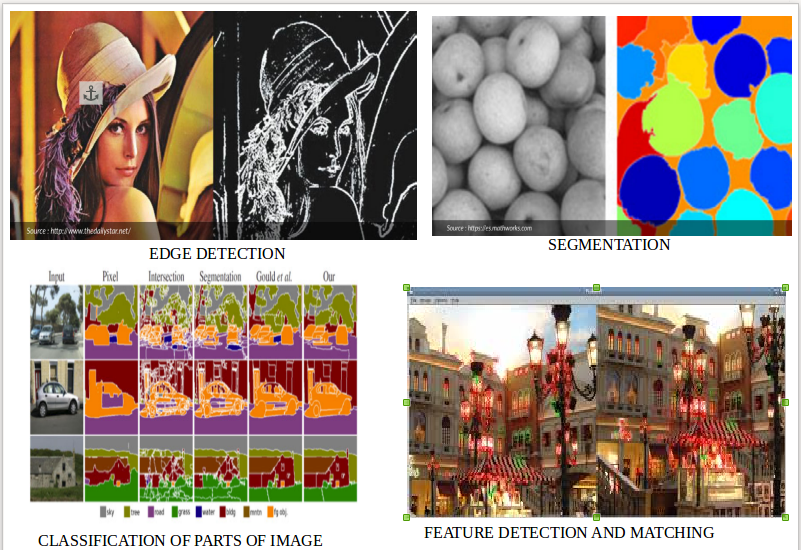 Source : http://www.thedailystar.net/
Source : https://es.mathworks.com
EDGE DETECTION
SEGMENTATION
Input Pixel Intersection Segmentation Gould et al. Our
sky tree road grass water bldg mntn fg obj.
CLASSIFICATION OF PARTS OF IMAGE
FEATURE DETECTION AND MATCHING